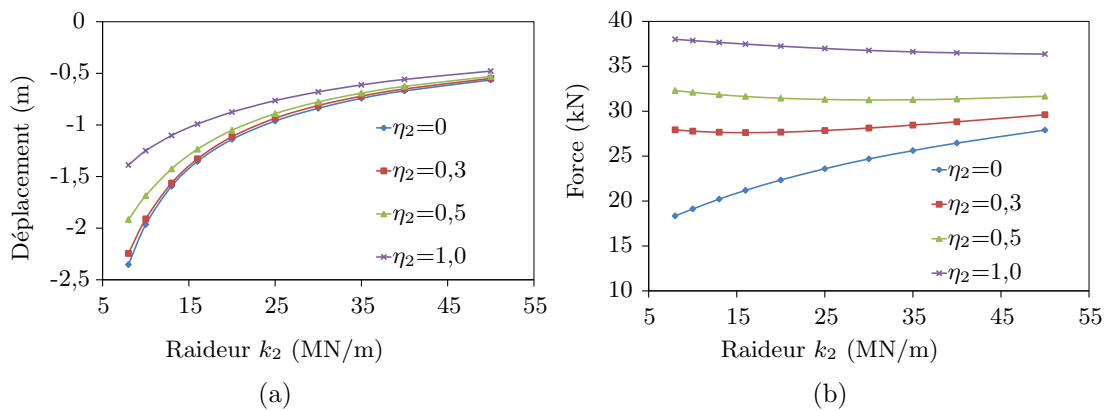 0
-0,5
-1
-1,5
-2
-2,5
Déplacement (m)
η₂=0
η₂=0,3
η₂=0,5
η₂=1,0
5 15 25 35 45 55
Raideur k₂ (MN/m)
(a)
40
35
30
25
20
15
10
Force (kN)
η₂=0
η₂=0,3
η₂=0,5
η₂=1,0
5 15 25 35 45 55
Raideur k₂ (MN/m)
(b)